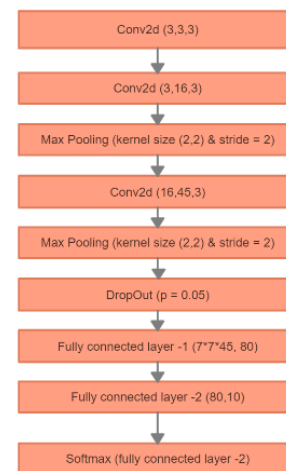 Conv2d (3,3,3)
Conv2d (3,16,3)
Max Pooling (kernel size (2,2) & stride = 2)
Conv2d (16,45,3)
Max Pooling (kernel size (2,2) & stride = 2)
DropOut (p = 0.05)
Fully connected layer -1 (7*7*45, 80)
Fully connected layer -2 (80,10)
Softmax (fully connected layer -2)